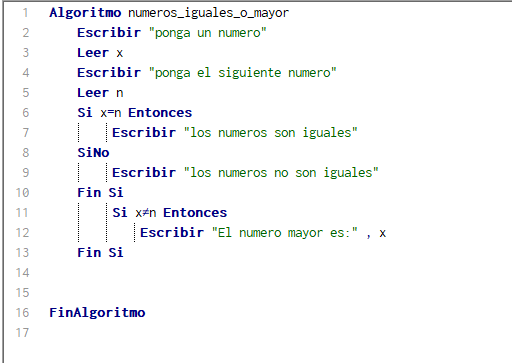 1 Algoritmo numeros_iguales_o_mayor
2 Escribir "ponga un numero"
3 Leer x
4 Escribir "ponga el siguiente numero"
5 Leer n
6 Si x=n Entonces
7 Escribir "los numeros son iguales"
8 SiNo
9 Escribir "los numeros no son iguales"
10 Fin Si
11 Si x≠n Entonces
12 Escribir "El numero mayor es:" , x
13 Fin Si
14
15
16 FinAlgoritmo
17